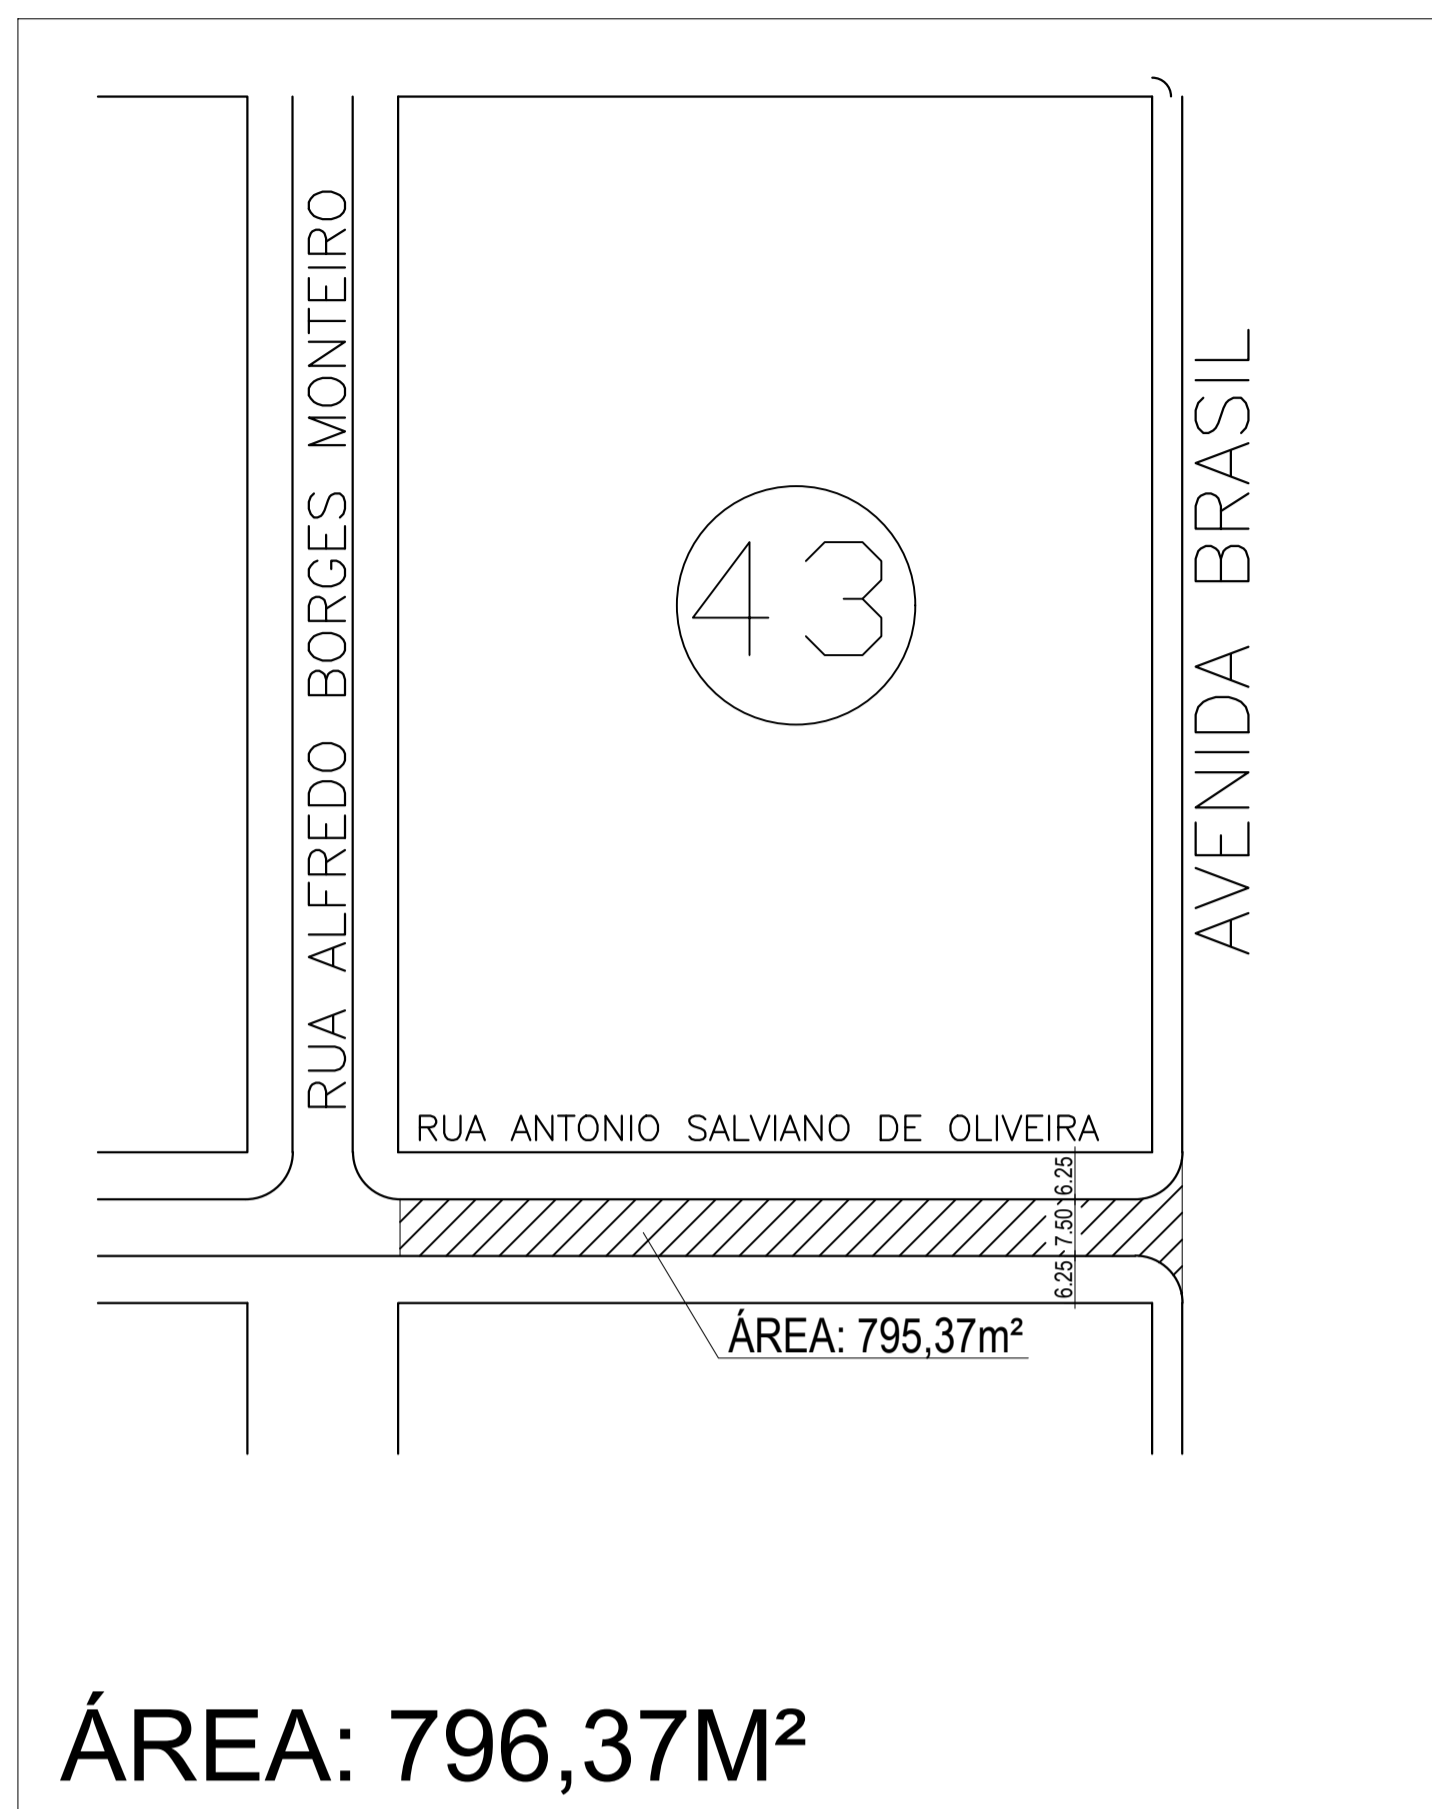 RUA ALFREDO BORGES MONTEIRO
43
AVENIDA BRASIL
RUA ANTONIO SALVIANO DE OLIVEIRA
6.25
7.50
6.25
ÁREA: 795,37m²
ÁREA: 796,37M²